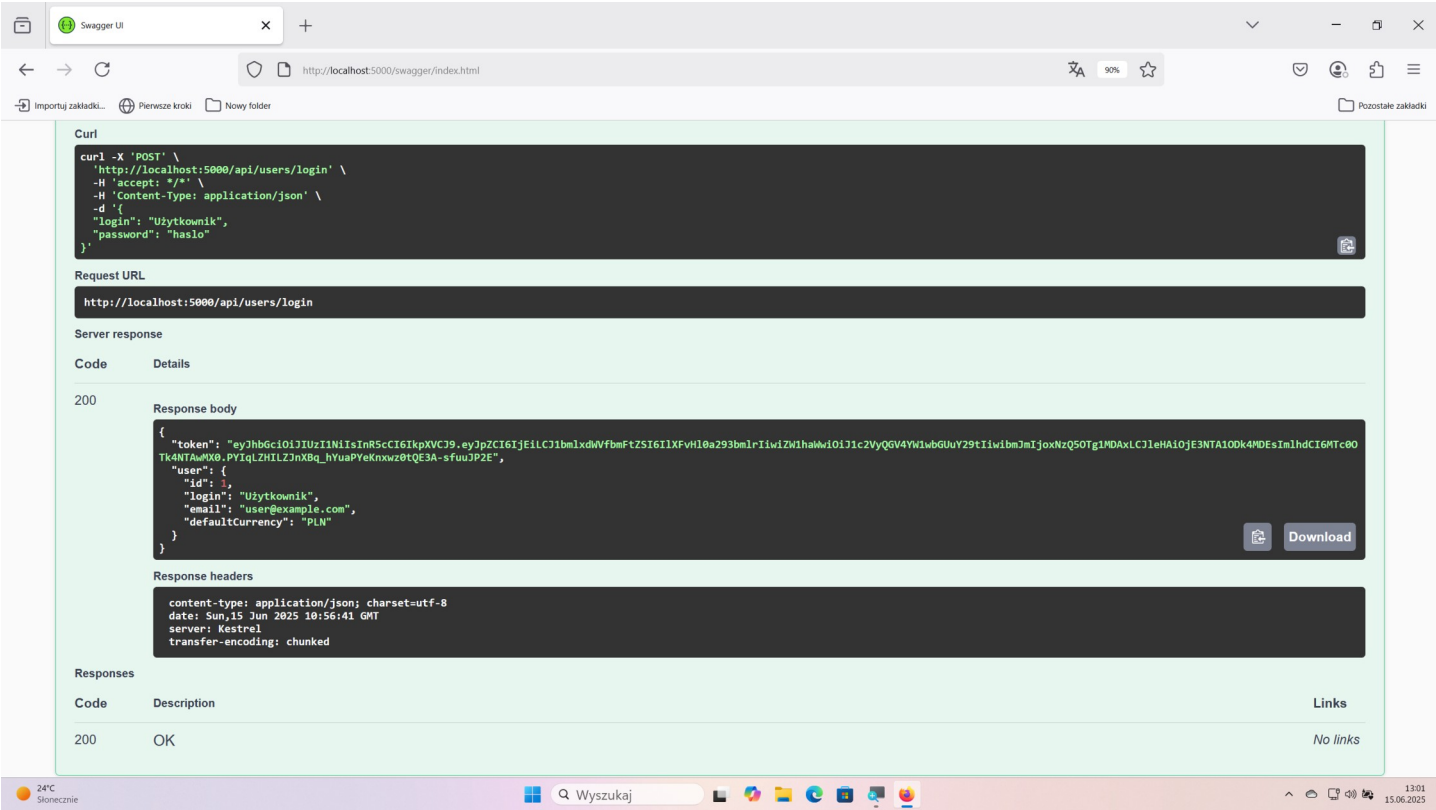 Swagger UI
http://localhost:5000/swagger/index.html
90%
Importuj zakładki...
Pierwsze kroki
Nowy folder
Pozostałe zakładki
Curl
curl -X 'POST' \
'http://localhost:5000/api/users/login' \
-H 'accept: */*' \
-H 'Content-Type: application/json' \
-d '{
"login": "Użytkownik",
"password": "haslo"
}'
Request URL
http://localhost:5000/api/users/login
Server response
Code Details
200
Response body
{
"token": "eyJhbGciOiJIUzI1NiIsInR5cCI6IkpXVCJ9.eyJpZCI6IjEiLCJ1bmlxdWVfbmFtZSI6IlXFvHl0a293bmlrIiwiZW1haWwiOiJ1c2VyQGV4YW1wbGUuY29tIiwibmJmIjoxNzQ5OTg1MDAxLCJleHAiOjE3NTA1ODk4MDEsImlhdCI6MTc0O
Tk4NTAwMX0.PYIqLZHILZJnXBq_hYuaPYeKnxwz0tQE3A-sfuuJP2E",
"user": {
"id": 1,
"login": "Użytkownik",
"email": "user@example.com",
"defaultCurrency": "PLN"
}
}
Download
Response headers
content-type: application/json; charset=utf-8
date: Sun,15 Jun 2025 10:56:41 GMT
server: Kestrel
transfer-encoding: chunked
Responses
Code Description Links
200 OK No links
24°C
Słonecznie
Wyszukaj
13:01
15.06.2025